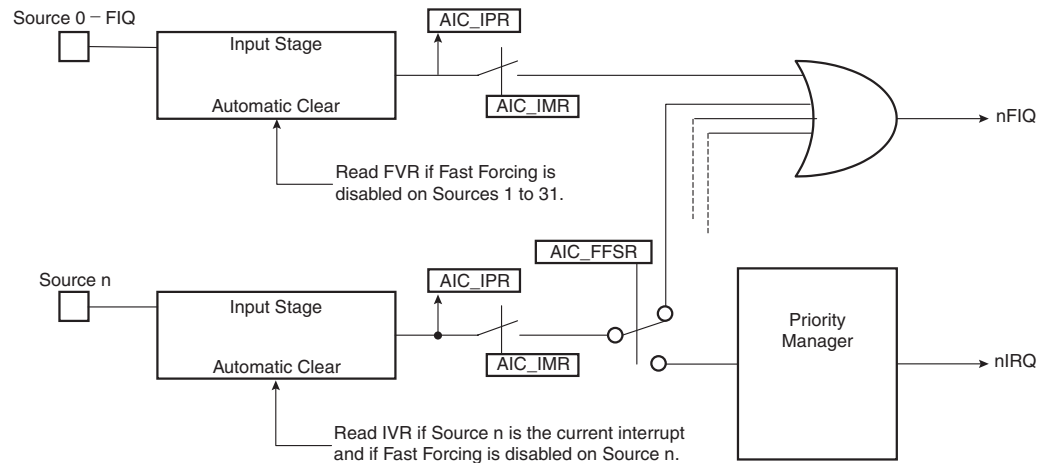 Source 0 – FIQ
AIC_IPR
Input Stage
Automatic Clear
AIC_IMR
nFIQ
Read FVR if Fast Forcing is
disabled on Sources 1 to 31.
AIC_FFSR
Source n
AIC_IPR
Input Stage
Priority
Manager
Automatic Clear
AIC_IMR
nIRQ
Read IVR if Source n is the current interrupt
and if Fast Forcing is disabled on Source n.